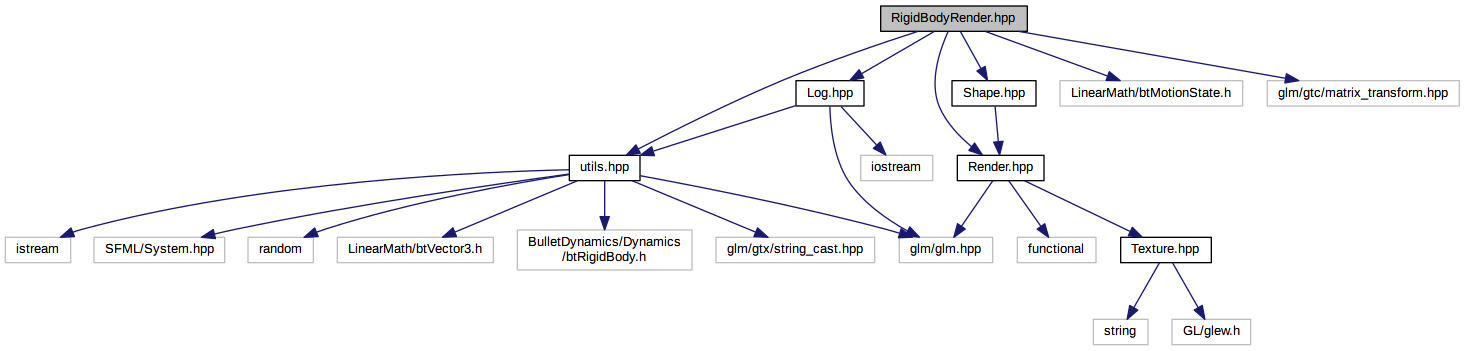 RigidBodyRender.hpp
Log.hpp
Shape.hpp
LinearMath/btMotionState.h
glm/gtc/matrix_transform.hpp
utils.hpp
iostream
Render.hpp
istream
SFML/System.hpp
random
LinearMath/btVector3.h
BulletDynamics/Dynamics
/btRigidBody.h
glm/gtx/string_cast.hpp
glm/glm.hpp
functional
Texture.hpp
string
GL/glew.h